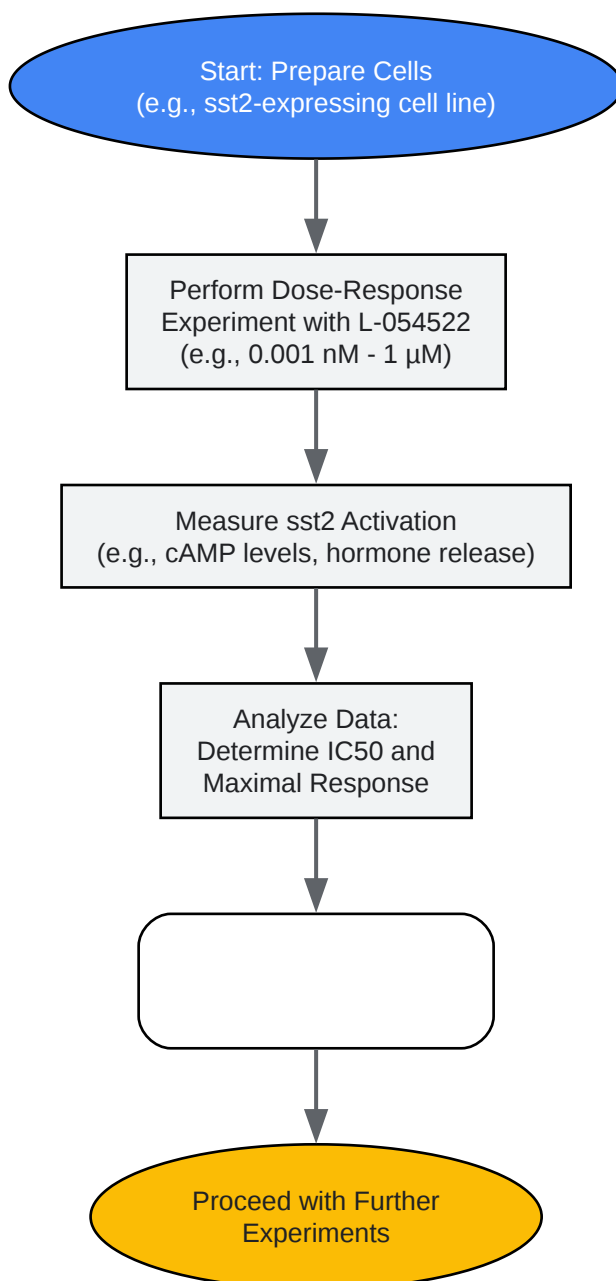 Start: Prepare Cells
(e.g., sst2-expressing cell line)
Perform Dose-Response
Experiment with L-054522
(e.g., 0.001 nM - 1 µM)
Measure sst2 Activation
(e.g., cAMP levels, hormone release)
Analyze Data:
Determine IC50 and
Maximal Response
Proceed with Further
Experiments